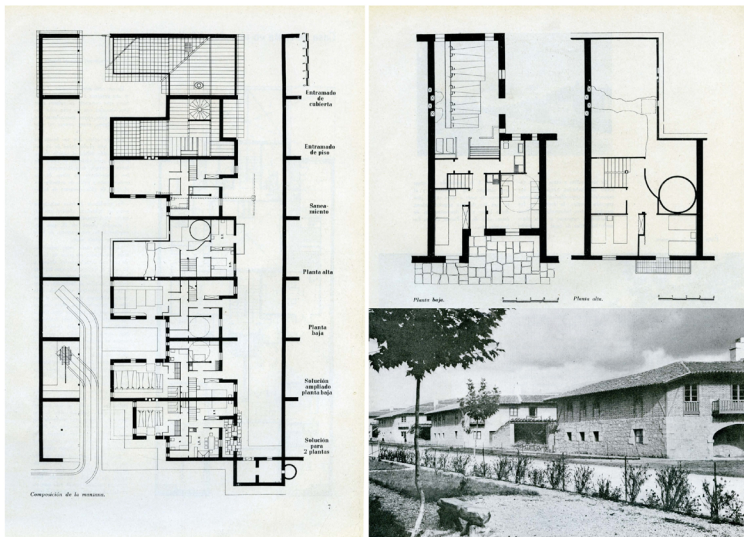 Entramado
de
cubierta
Entramado
de piso
Sanea-
miento
Planta alta
Planta
baja
Solución
ampliado
planta baja
Solución
para
2 plantas
Composición de la manzana.
7
Planta baja.
Planta alta.